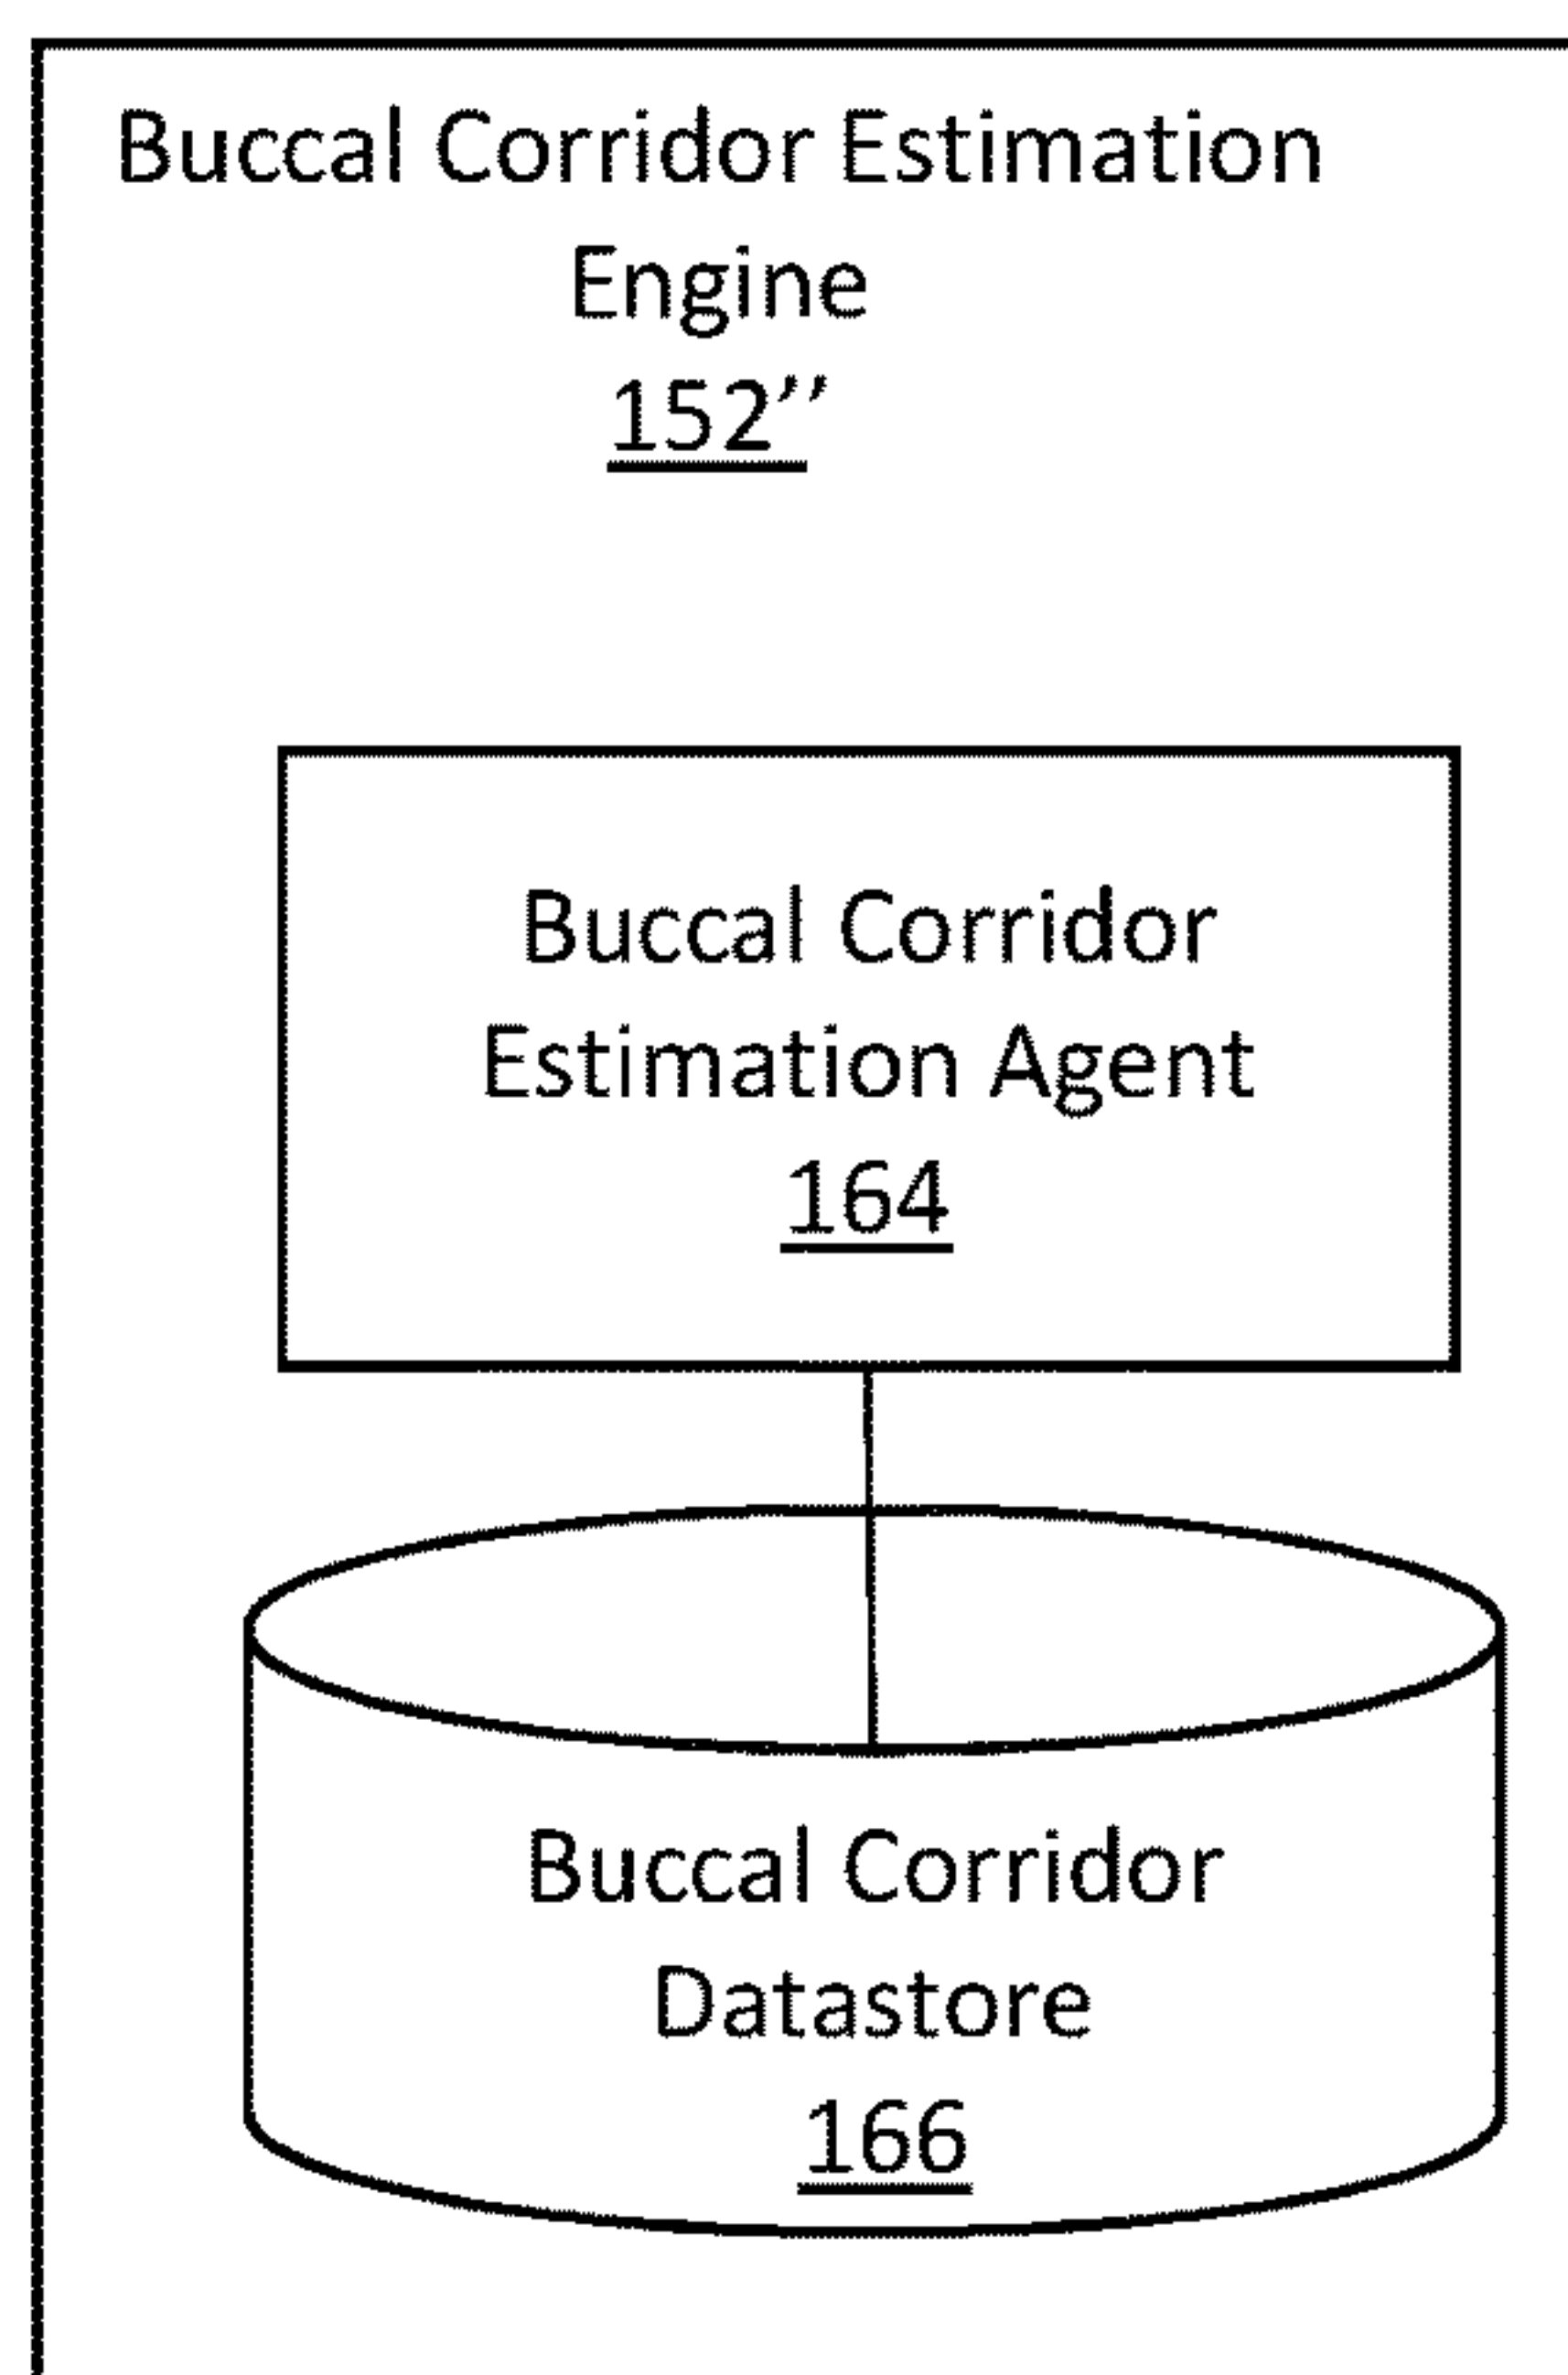 Buccal Corridor Estimation
Engine
152’’
Buccal Corridor
Estimation Agent
164
Buccal Corridor
Datastore
166